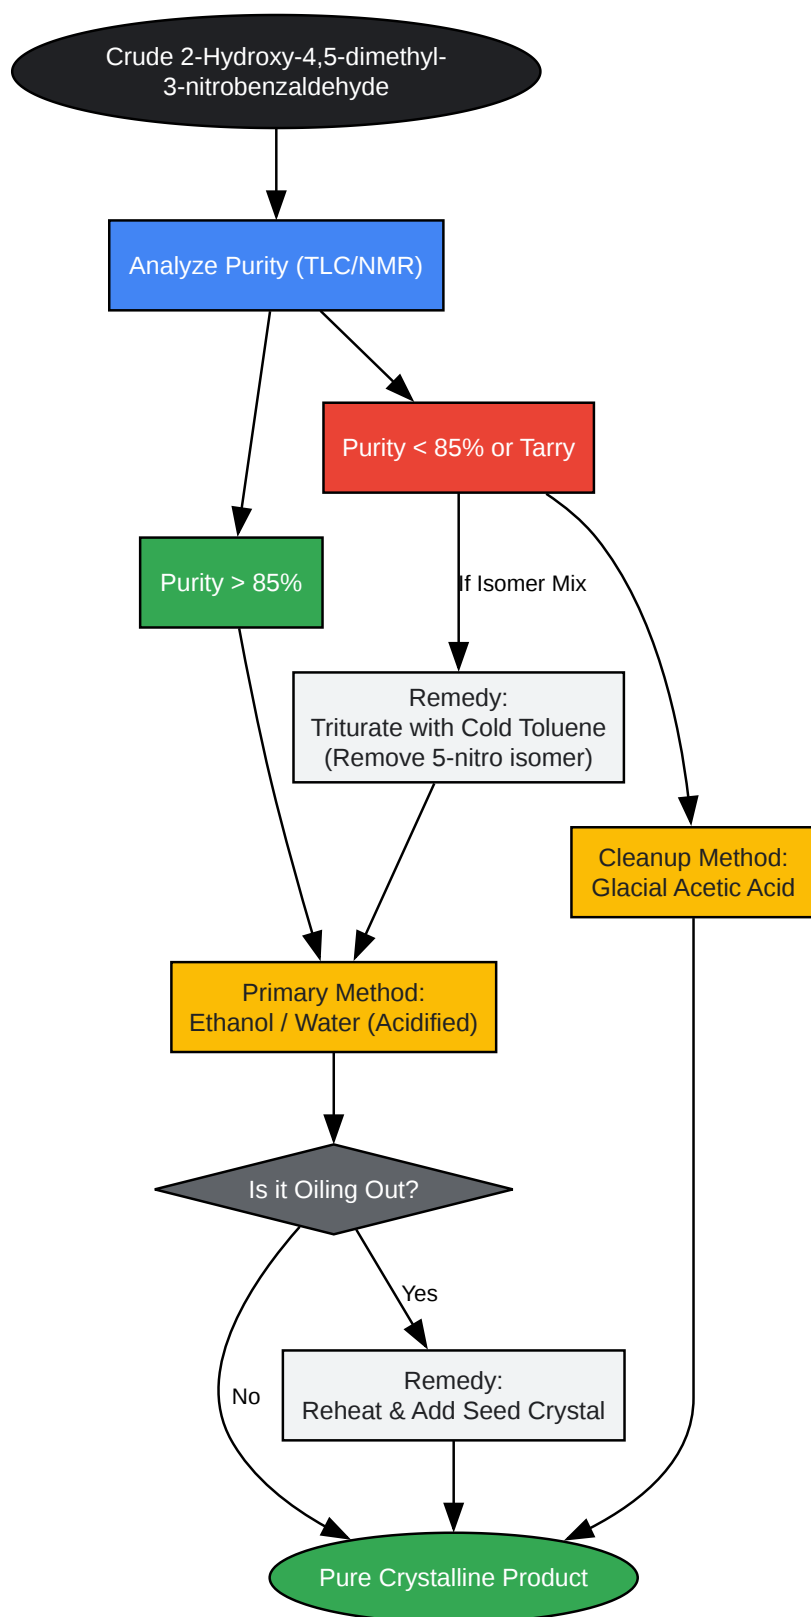 Crude 2-Hydroxy-4,5-dimethyl-
3-nitrobenzaldehyde
Analyze Purity (TLC/NMR)
Purity < 85% or Tarry
Purity > 85%
If Isomer Mix
Remedy:
Triturate with Cold Toluene
(Remove 5-nitro isomer)
Cleanup Method:
Glacial Acetic Acid
Primary Method:
Ethanol / Water (Acidified)
Is it Oiling Out?
Yes
Remedy:
Reheat & Add Seed Crystal
No
Pure Crystalline Product